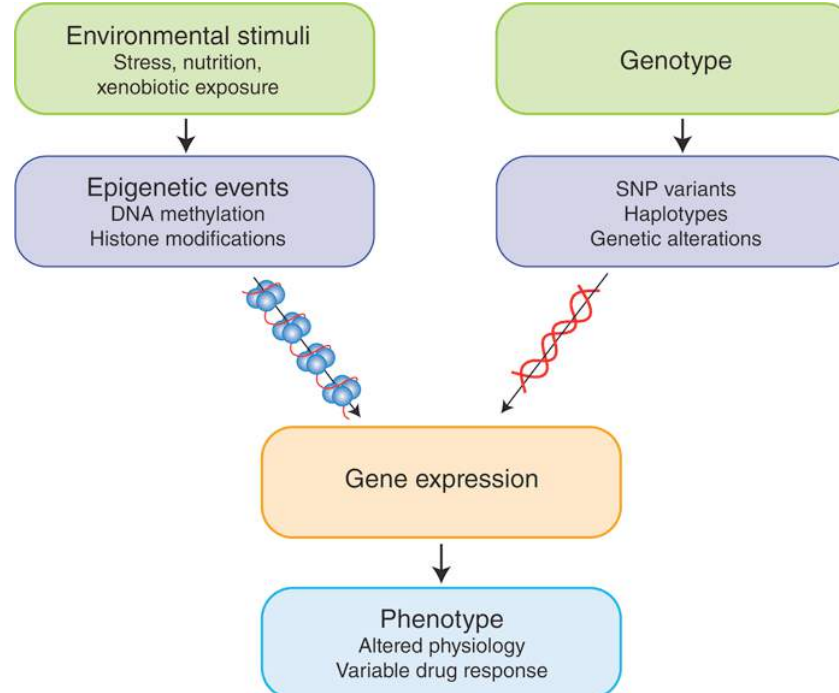 Environmental stimuli
Stress, nutrition,
xenobiotic exposure
Genotype
Epigenetic events
DNA methylation
Histone modifications
SNP variants
Haplotypes
Genetic alterations
Gene expression
Phenotype
Altered physiology
Variable drug response